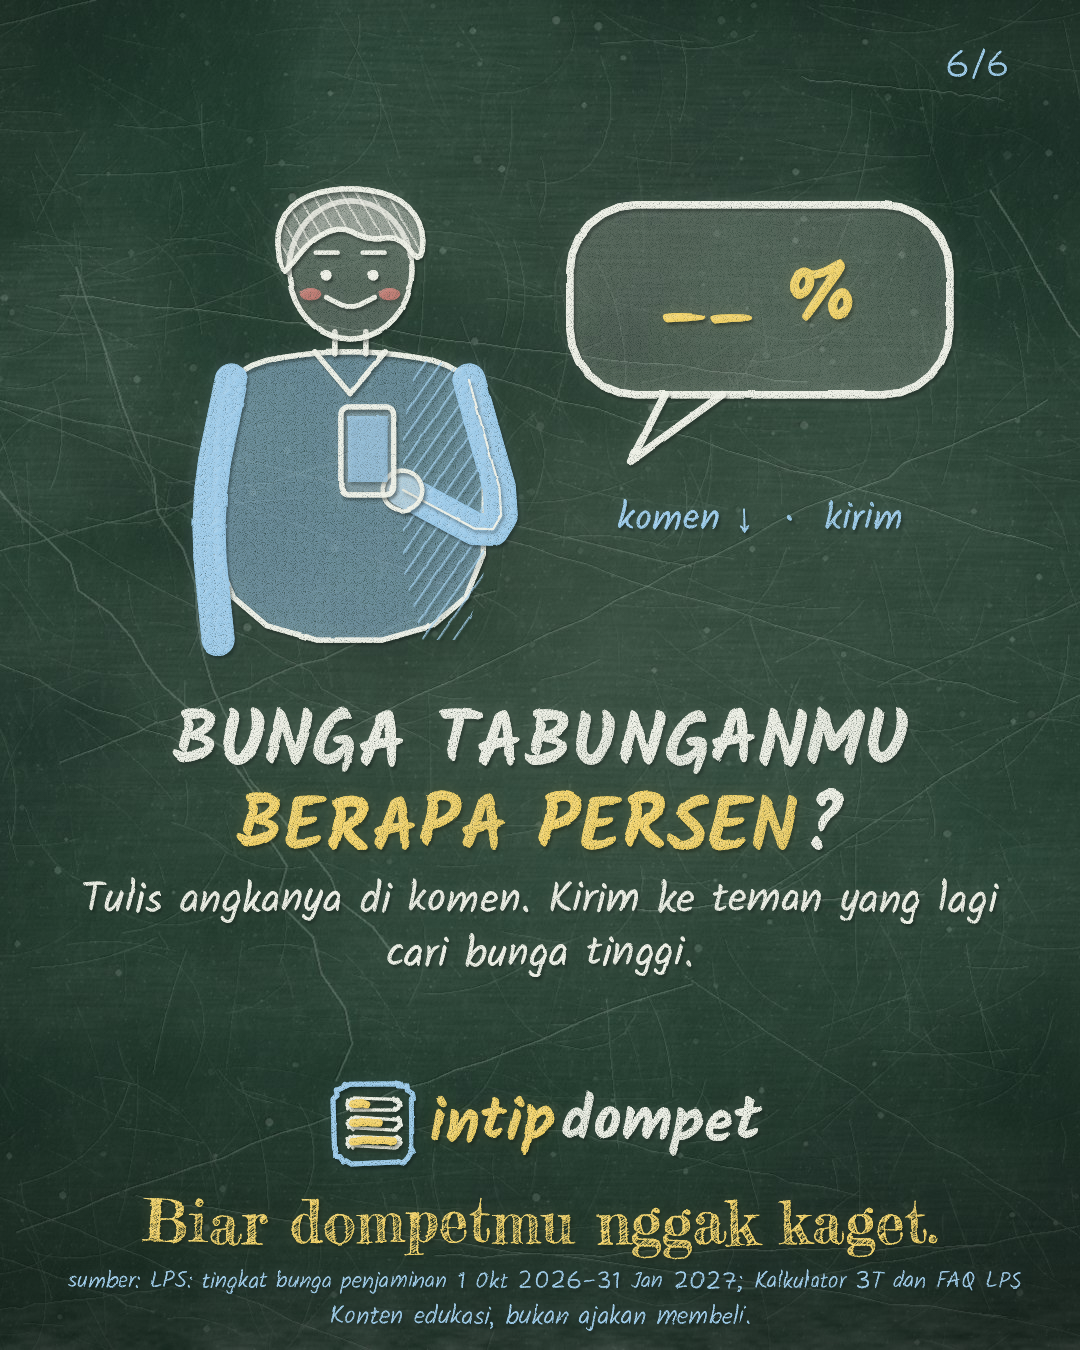 6/6
__ %
komen ↓ · kirim
BUNGA TABUNGANMU
BERAPA PERSEN?
Tulis angkanya di komen. Kirim ke teman yang lagi
cari bunga tinggi.
intip dompet
Biar dompetmu nggak kaget.
sumber: LPS: tingkat bunga penjaminan 1 Okt 2026–31 Jan 2027; Kalkulator 3T dan FAQ LPS
Konten edukasi, bukan ajakan membeli.